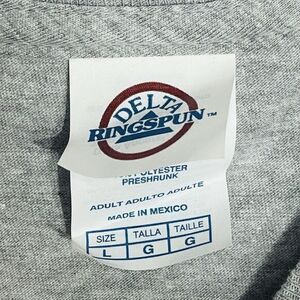 DELTA
RINGSPUN™
POLYESTER
PRESHRUNK
ADULT ADULTO ADULTE
MADE IN MEXICO
SIZE TALLA TAILLE
L G G